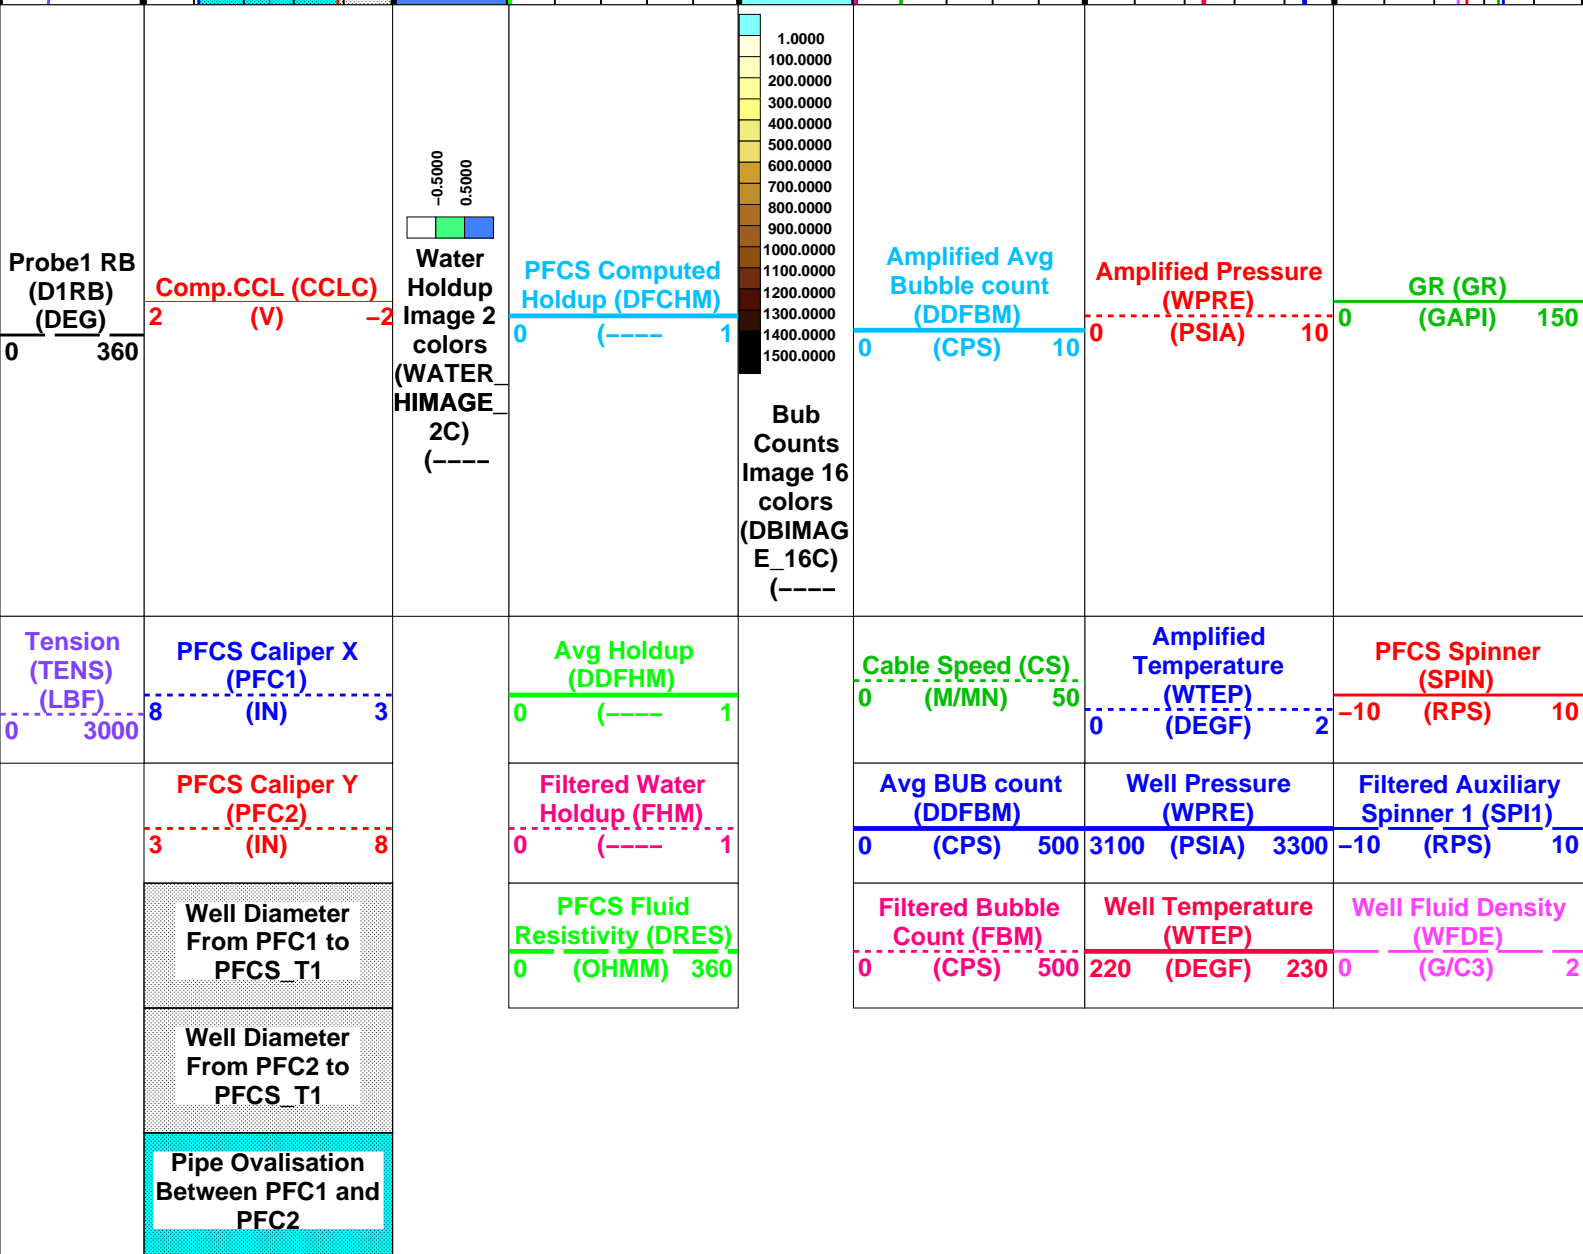 Probe1 RB
(D1RB)
(DEG)
0 360
Comp.CCL (CCLC)
2 (V) −2
−0.5000
0.5000
Water
Holdup
Image 2
colors
(WATER_
HIMAGE_
2C)
(−−−−
PFCS Computed
Holdup (DFCHM)
0 (−−−− 1
1.0000
100.0000
200.0000
300.0000
400.0000
500.0000
600.0000
700.0000
800.0000
900.0000
1000.0000
1100.0000
1200.0000
1300.0000
1400.0000
1500.0000
Bub
Counts
Image 16
colors
(DBIMAG
E_16C)
(−−−−
Amplified Avg
Bubble count
(DDFBM)
0 (CPS) 10
Amplified Pressure
(WPRE)
0 (PSIA) 10
GR (GR)
0 (GAPI) 150
Tension
(TENS)
(LBF)
0 3000
PFCS Caliper X
(PFC1)
8 (IN) 3
Avg Holdup
(DDFHM)
0 (−−−− 1
Cable Speed (CS)
0 (M/MN) 50
Amplified
Temperature
(WTEP)
0 (DEGF) 2
PFCS Spinner
(SPIN)
−10 (RPS) 10
PFCS Caliper Y
(PFC2)
3 (IN) 8
Filtered Water
Holdup (FHM)
0 (−−−− 1
Avg BUB count
(DDFBM)
0 (CPS) 500
Well Pressure
(WPRE)
3100 (PSIA) 3300
Filtered Auxiliary
Spinner 1 (SPI1)
−10 (RPS) 10
Well Diameter
From PFC1 to
PFCS_T1
PFCS Fluid
Resistivity (DRES)
0 (OHMM) 360
Filtered Bubble
Count (FBM)
0 (CPS) 500
Well Temperature
(WTEP)
220 (DEGF) 230
Well Fluid Density
(WFDE)
0 (G/C3) 2
Well Diameter
From PFC2 to
PFCS_T1
Pipe Ovalisation
Between PFC1 and
PFC2